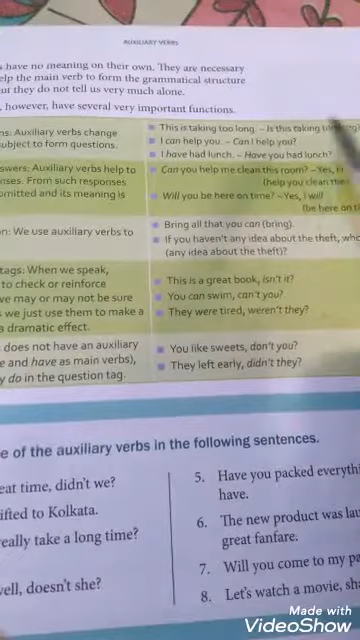 AUXILIARY VERBS
have no meaning on their own. They are necessary
elp the main verb to form the grammatical structure
ut they do not tell us very much alone.
, however, have several very important functions.
ns: Auxiliary verbs change
ubject to form questions.
This is taking too long. – Is this taking
I can help you. – Can I help you?
I have had lunch. – Have you had lunch?
swers: Auxiliary verbs help to
nses. From such responses
omitted and its meaning is
Can you help me clean this room? – Yes, I
(help you clean the
Will you be here on time? – Yes, I will
(be here on t
n: We use auxiliary verbs to
Bring all that you can (bring).
If you haven't any idea about the theft, who
(any idea about the theft)?
tags: When we speak,
to check or reinforce
ve may or may not be sure
s we just use them to make a
a dramatic effect.
This is a great book, isn't it?
You can swim, can't you?
They were tired, weren't they?
does not have an auxiliary
e and have as main verbs),
y do in the question tag.
You like sweets, don't you?
They left early, didn't they?
e of the auxiliary verbs in the following sentences.
eat time, didn't we?
ifted to Kolkata.
eally take a long time?
well, doesn't she?
5. Have you packed everythi
have.
6. The new product was lau
great fanfare.
7. Will you come to my pa
8. Let's watch a movie, sha
Made with
VideoShow